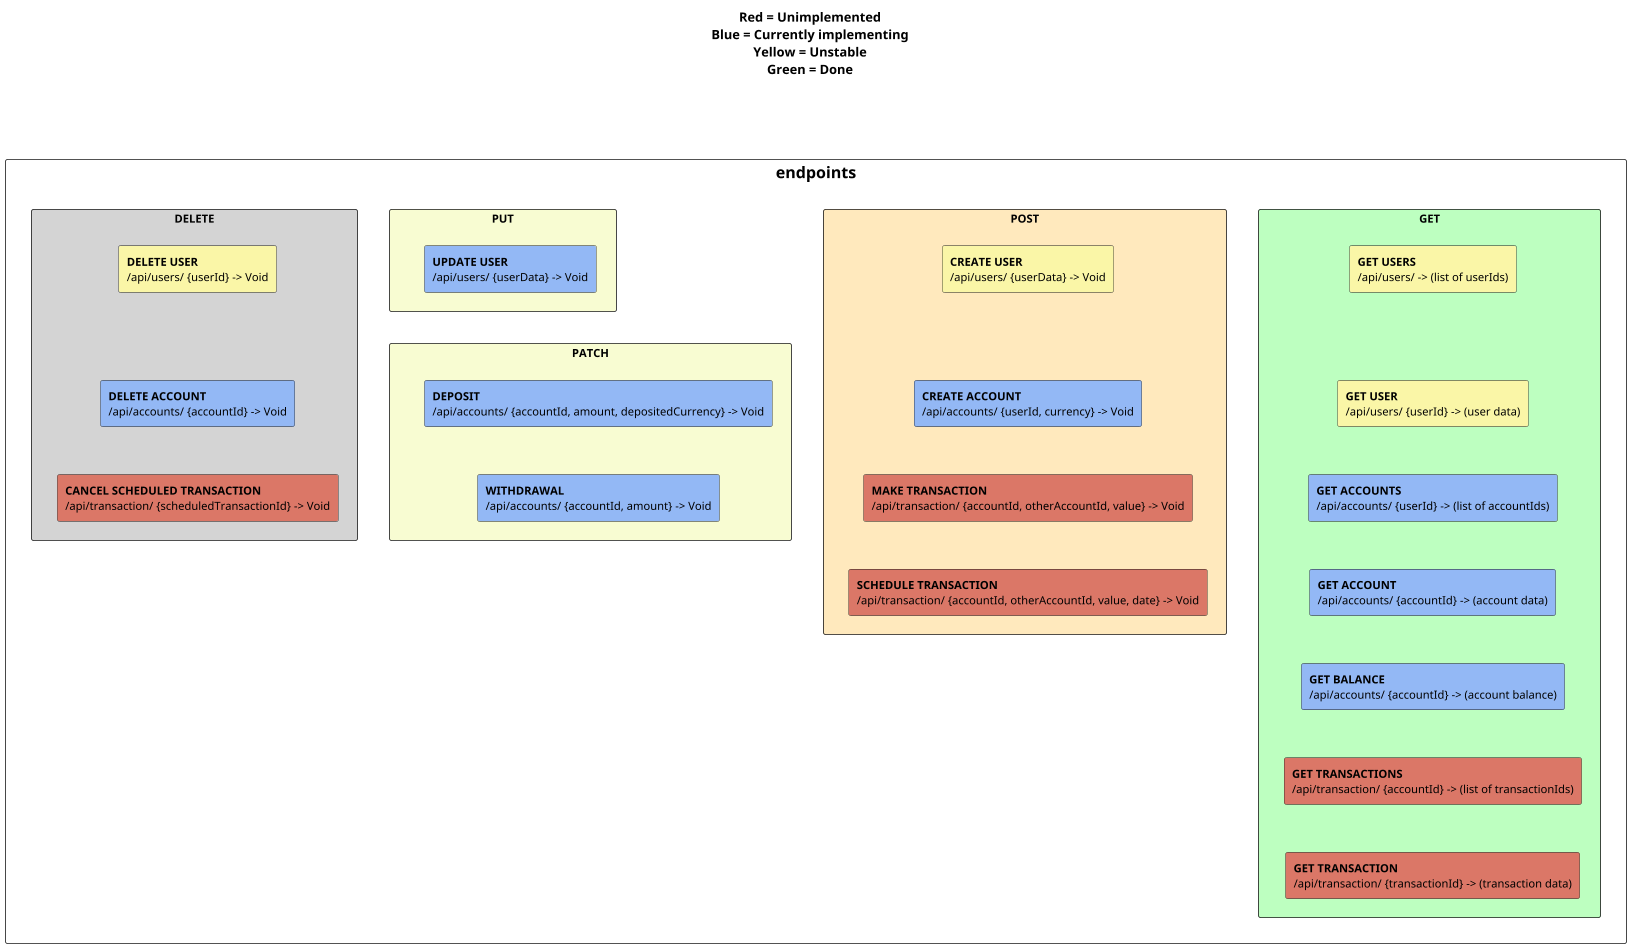 Red = Unimplemented
Blue = Currently implementing
Yellow = Unstable
Green = Done
endpoints
DELETE
DELETE USER
/api/users/ {userId} -> Void
DELETE ACCOUNT
/api/accounts/ {accountId} -> Void
CANCEL SCHEDULED TRANSACTION
/api/transaction/ {scheduledTransactionId} -> Void
PUT
UPDATE USER
/api/users/ {userData} -> Void
PATCH
DEPOSIT
/api/accounts/ {accountId, amount, depositedCurrency} -> Void
WITHDRAWAL
/api/accounts/ {accountId, amount} -> Void
POST
CREATE USER
/api/users/ {userData} -> Void
CREATE ACCOUNT
/api/accounts/ {userId, currency} -> Void
MAKE TRANSACTION
/api/transaction/ {accountId, otherAccountId, value} -> Void
SCHEDULE TRANSACTION
/api/transaction/ {accountId, otherAccountId, value, date} -> Void
GET
GET USERS
/api/users/ -> (list of userIds)
GET USER
/api/users/ {userId} -> (user data)
GET ACCOUNTS
/api/accounts/ {userId} -> (list of accountIds)
GET ACCOUNT
/api/accounts/ {accountId} -> (account data)
GET BALANCE
/api/accounts/ {accountId} -> (account balance)
GET TRANSACTIONS
/api/transaction/ {accountId} -> (list of transactionIds)
GET TRANSACTION
/api/transaction/ {transactionId} -> (transaction data)